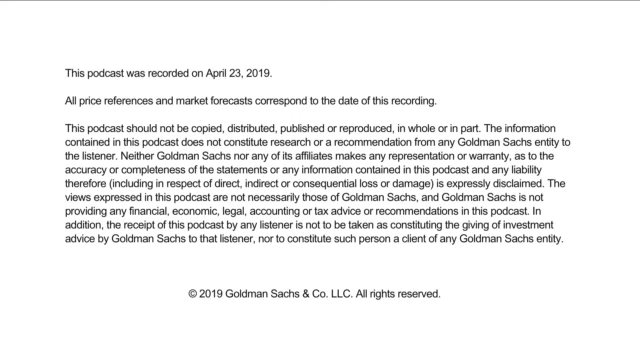 This podcast was recorded on April 23, 2019.
All price references and market forecasts correspond to the date of this recording.
This podcast should not be copied, distributed, published or reproduced, in whole or in part. The information
contained in this podcast does not constitute research or a recommendation from any Goldman Sachs entity to
the listener. Neither Goldman Sachs nor any of its affiliates makes any representation or warranty, as to the
accuracy or completeness of the statements or any information contained in this podcast and any liability
therefore (including in respect of direct, indirect or consequential loss or damage) is expressly disclaimed. The
views expressed in this podcast are not necessarily those of Goldman Sachs, and Goldman Sachs is not
providing any financial, economic, legal, accounting or tax advice or recommendations in this podcast. In
addition, the receipt of this podcast by any listener is not to be taken as constituting the giving of investment
advice by Goldman Sachs to that listener, nor to constitute such person a client of any Goldman Sachs entity.
© 2019 Goldman Sachs & Co. LLC. All rights reserved.